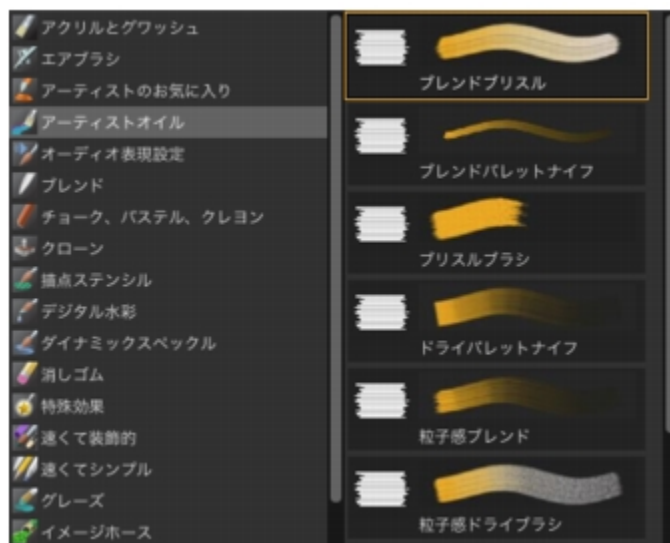 アクリルとグワッシュ
エアブラシ
アーティストのお気に入り
アーティストオイル
オーディオ表現設定
ブレンド
チョーク、パステル、クレヨン
クローン
描点ステンシル
デジタル水彩
ダイナミックスペックル
消しゴム
特殊効果
速くて装飾的
速くてシンプル
グレーズ
イメージホース
ブレンドブリスル
ブレンドパレットナイフ
ブリスルブラシ
ドライパレットナイフ
粒子感ブレンド
粒子感ドライブラシ